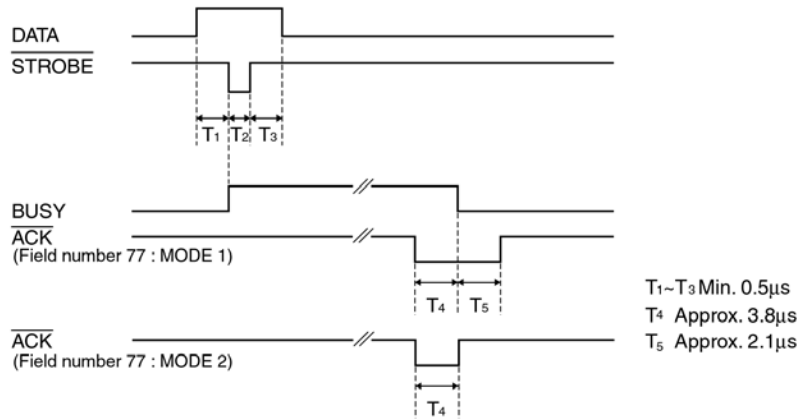 DATA
STROBE
T1 T2 T3
BUSY
ACK
(Field number 77 : MODE 1)
T4 T5
T1~T3 Min. 0.5µs
T4 Approx. 3.8µs
T5 Approx. 2.1µs
ACK
(Field number 77 : MODE 2)
T4